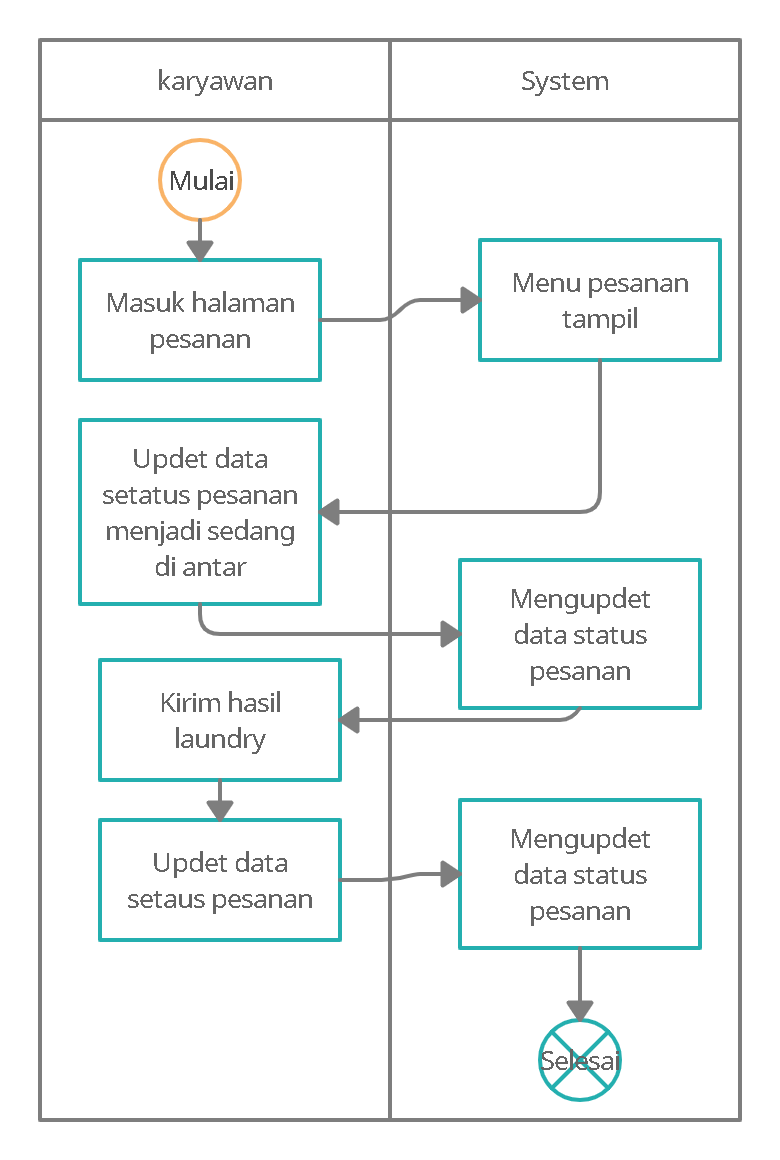 karyawan
System
Mulai
Masuk halaman
pesanan
Menu pesanan
tampil
Updet data
setatus pesanan
menjadi sedang
di antar
Mengupdet
data status
pesanan
Kirim hasil
laundry
Updet data
setaus pesanan
Mengupdet
data status
pesanan
Selesai